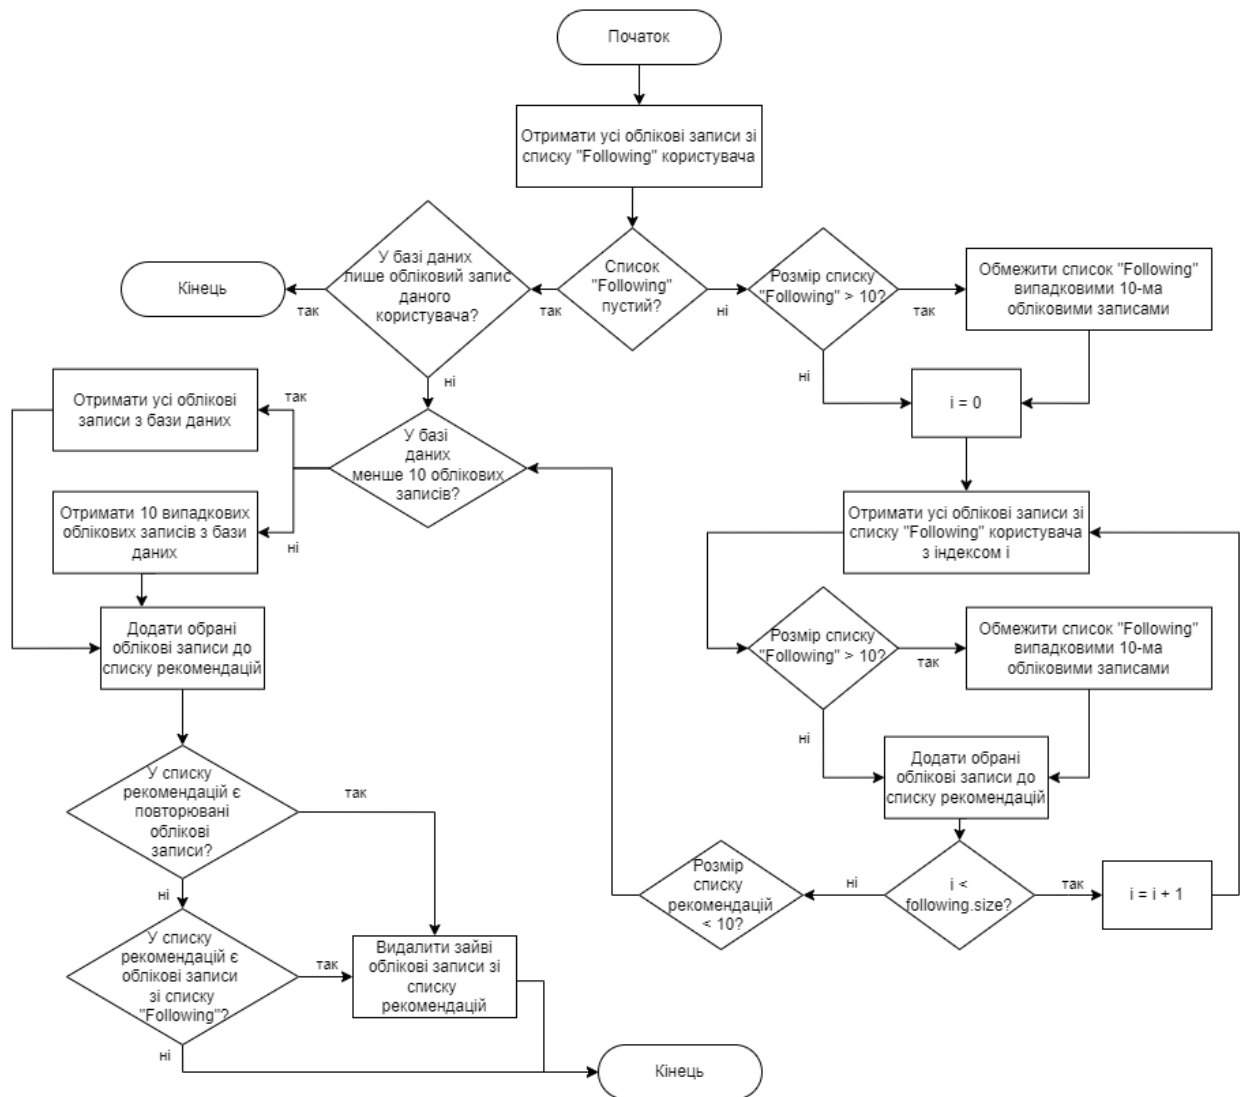 Початок
Отримати усі облікові записи зі
списку "Following" користувача
У базі даних
лише обліковий запис
даного
користувача?
Список
"Following"
пустий?
Розмір списку
"Following" > 10?
Обмежити список "Following"
випадковими 10-ма
обліковими записами
Кінець
так
так
ні
так
ні
ні
Отримати усі облікові
записи з бази даних
так
i = 0
У базі
даних
менше 10 облікових
записів?
Отримати 10 випадкових
облікових записів з бази
даних
ні
Отримати усі облікові записи зі
списку "Following" користувача
з індексом i
Додати обрані
облікові записи до
списку рекомендацій
Розмір списку
"Following" > 10?
так
Обмежити список "Following"
випадковими 10-ма
обліковими записами
ні
Додати обрані
облікові записи до
списку рекомендацій
У списку
рекомендацій є
повторювані
облікові
записи?
так
ні
Розмір
списку
рекомендацій
< 10?
ні
i <
following.size?
так
i = i + 1
У списку
рекомендацій є
облікові записи
зі списку
"Following"?
так
Видалити зайві
облікові записи зі
списку
рекомендацій
ні
Кінець